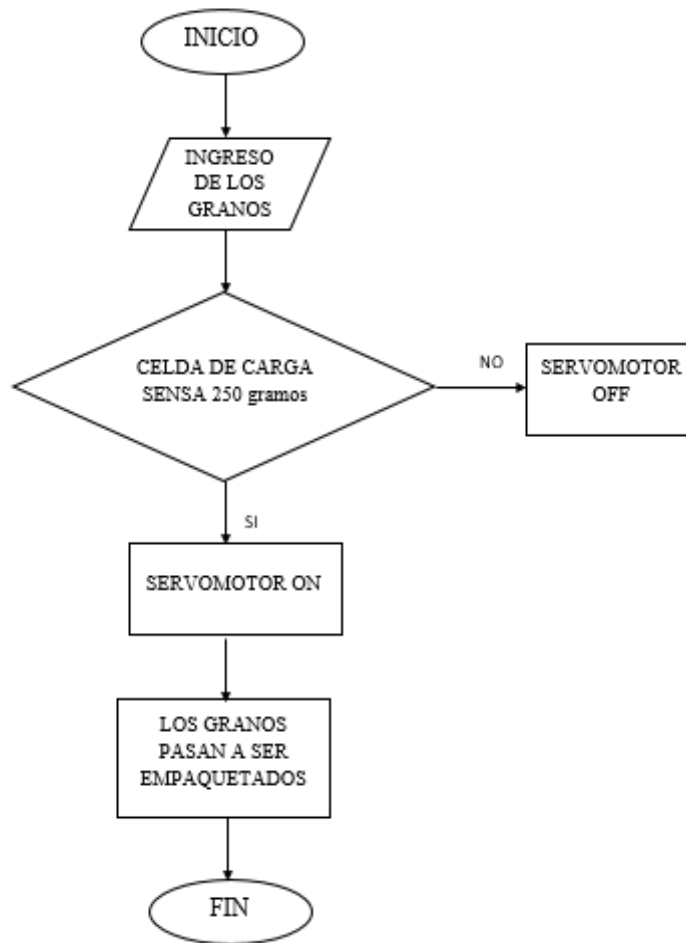 INICIO
INGRESO
DE LOS
GRANOS
CELDA DE CARGA
SENSA 250 gramos
NO
SERVOMOTOR
OFF
SI
SERVOMOTOR ON
LOS GRANOS
PASAN A SER
EMPAQUETADOS
FIN